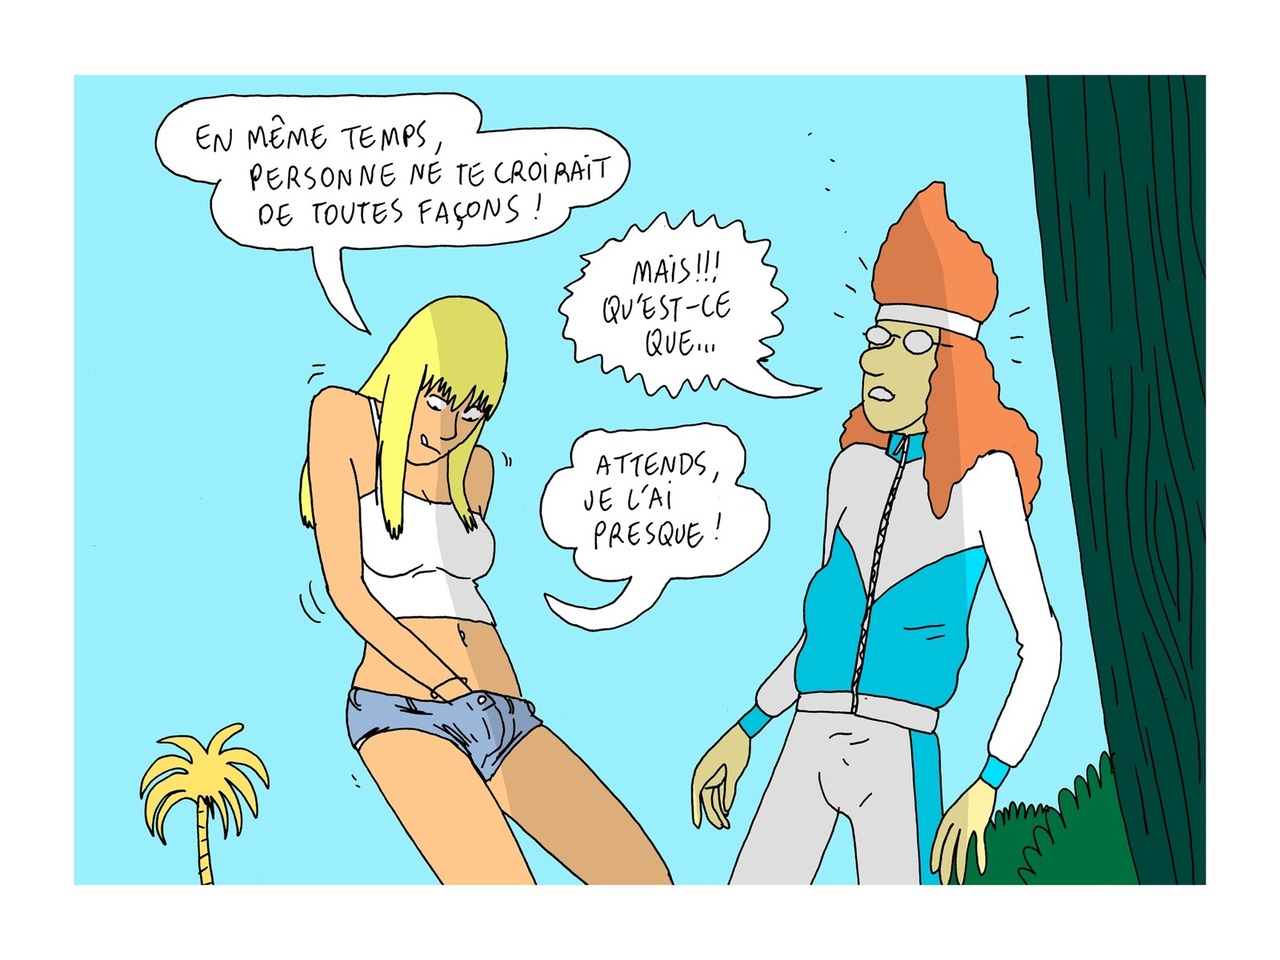 EN MÊME TEMPS,
PERSONNE NE TE CROIRAIT
DE TOUTES FAÇONS !
MAIS!!!
QU'EST-CE
QUE...
ATTENDS,
JE L'AI
PRESQUE !